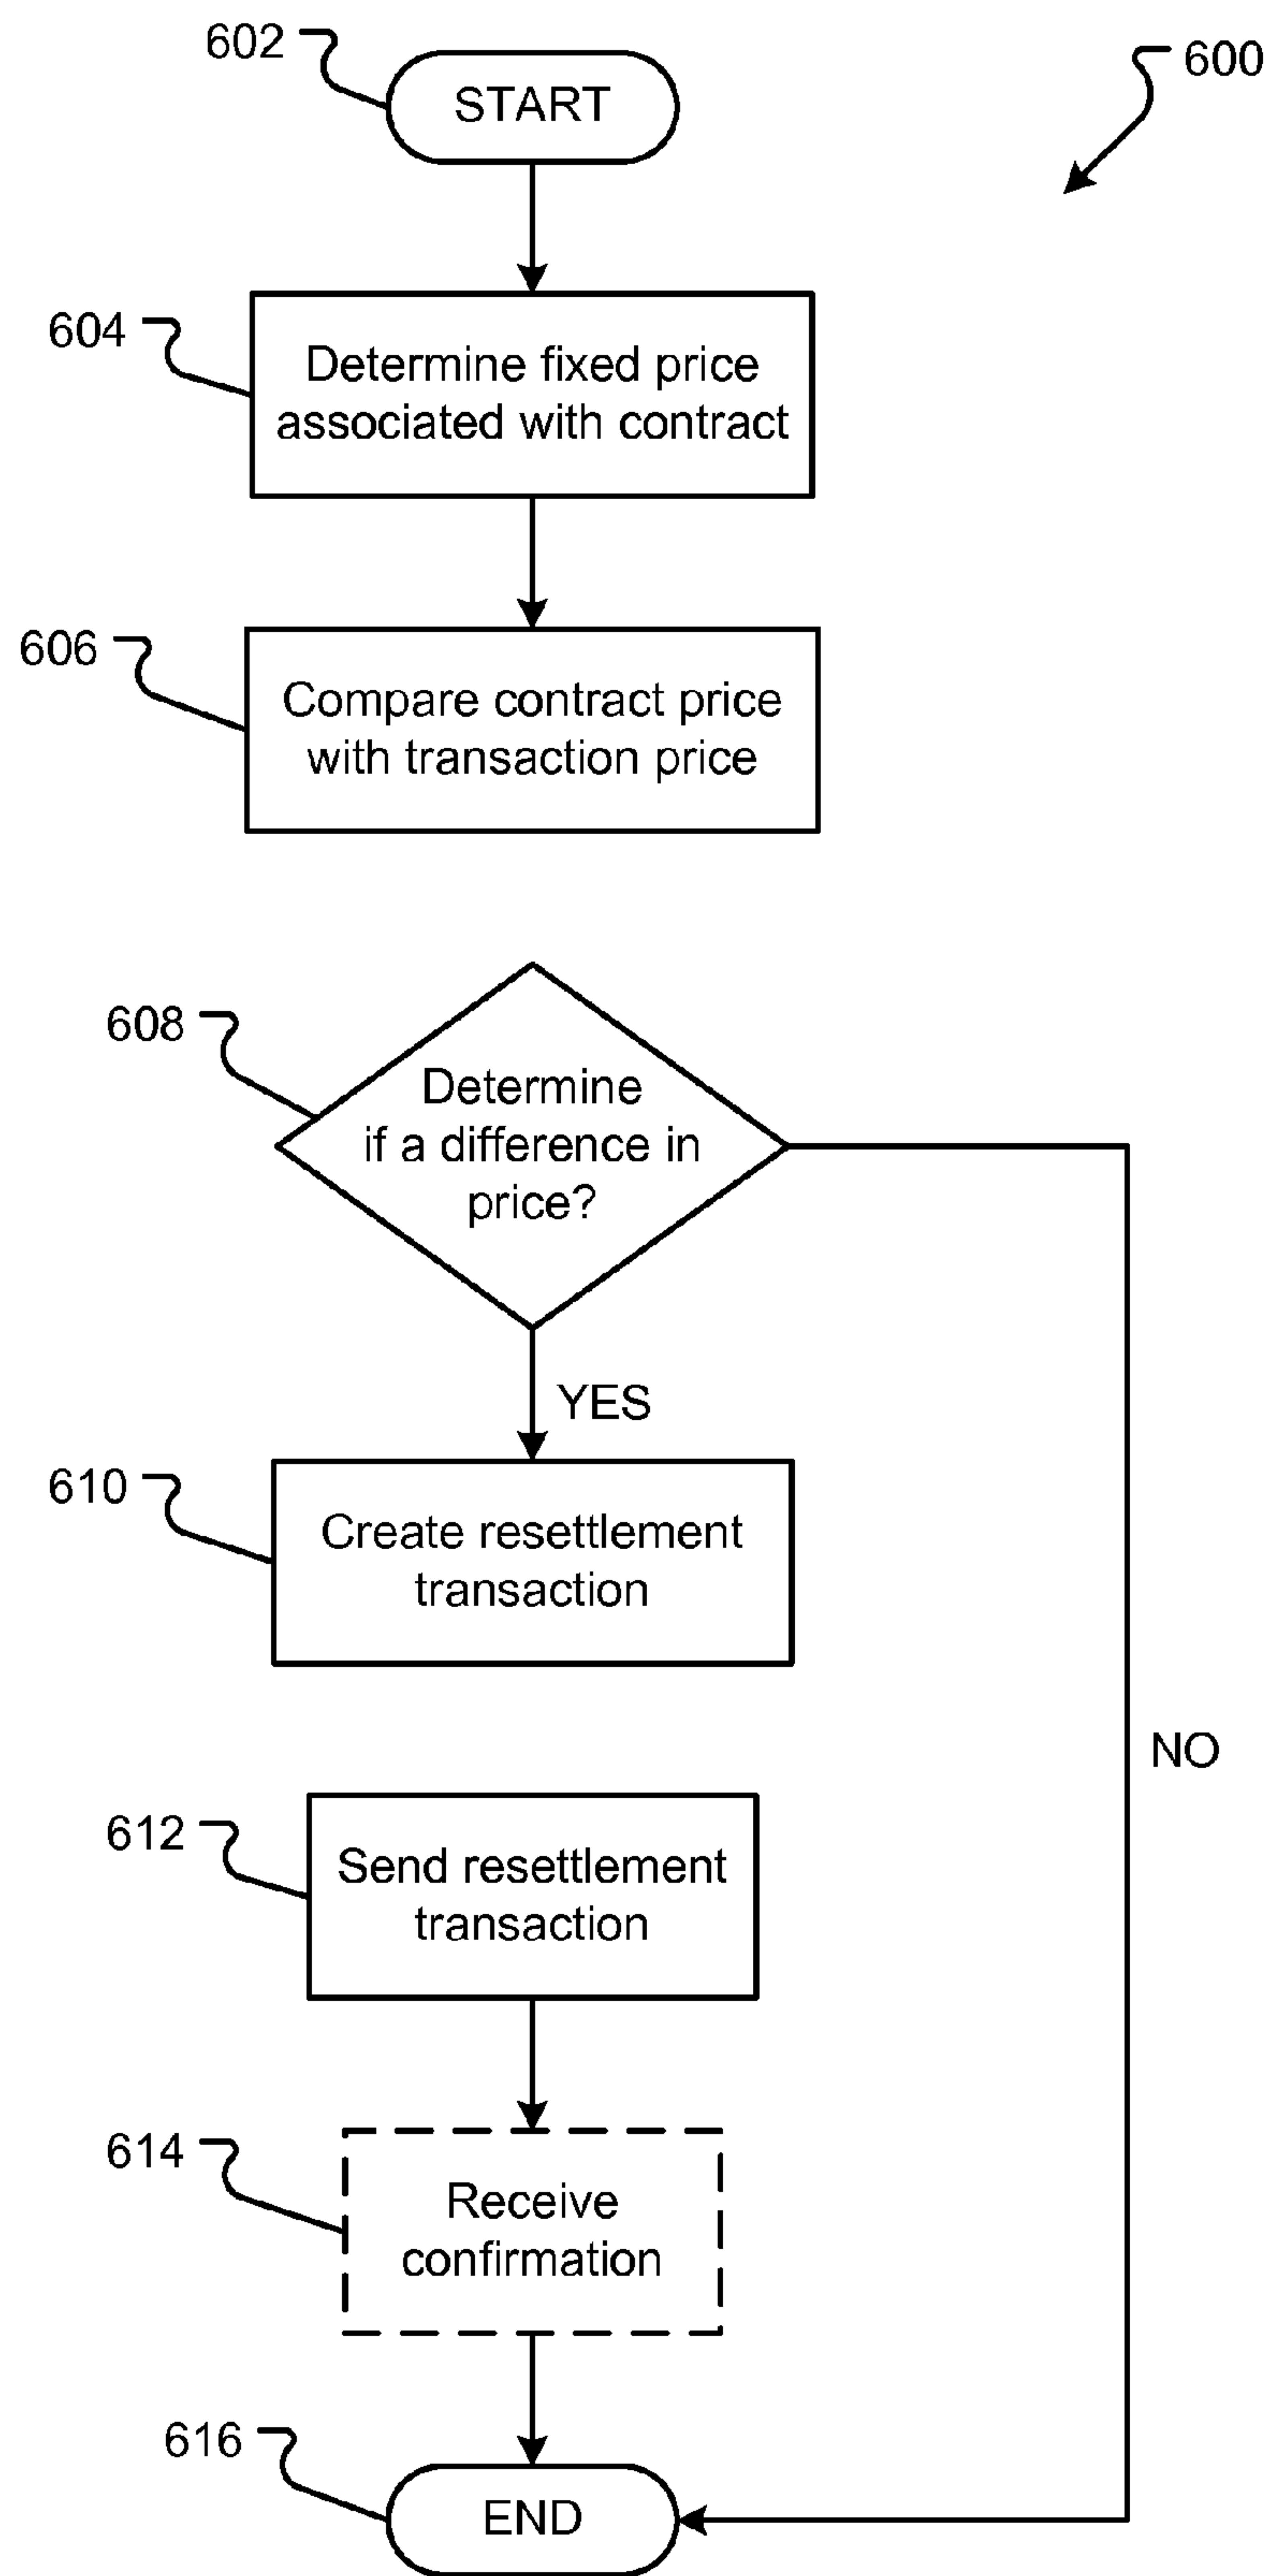 602
START
600
604
Determine fixed price
associated with contract
606
Compare contract price
with transaction price
608
Determine
if a difference in
price?
YES
610
Create resettlement
transaction
NO
612
Send resettlement
transaction
614
Receive
confirmation
616
END